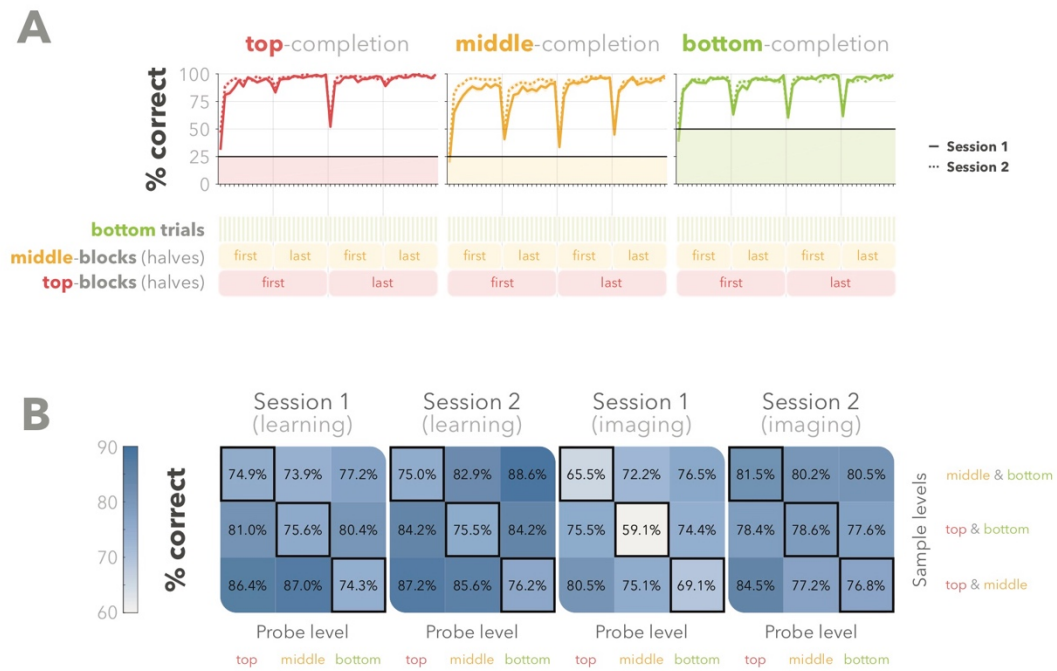 A
top-completion middle-completion bottom-completion
% correct
100
75
50
25
0
Session 1
Session 2
bottom trials
middle-blocks (halves) first last first last first last first last first last first last
top-blocks (halves) first last first last first last
B
Session 1 Session 2 Session 1 Session 2
(learning) (learning) (imaging) (imaging)
% correct
90
80
70
60
74.9% 73.9% 77.2% 75.0% 82.9% 88.6% 65.5% 72.2% 76.5% 81.5% 80.2% 80.5% middle & bottom
81.0% 75.6% 80.4% 84.2% 75.5% 84.2% 75.5% 59.1% 74.4% 78.4% 78.6% 77.6% top & bottom
86.4% 87.0% 74.3% 87.2% 85.6% 76.2% 80.5% 75.1% 69.1% 84.5% 77.2% 76.8% top & middle
Sample levels
Probe level Probe level Probe level Probe level
top middle bottom top middle bottom top middle bottom top middle bottom